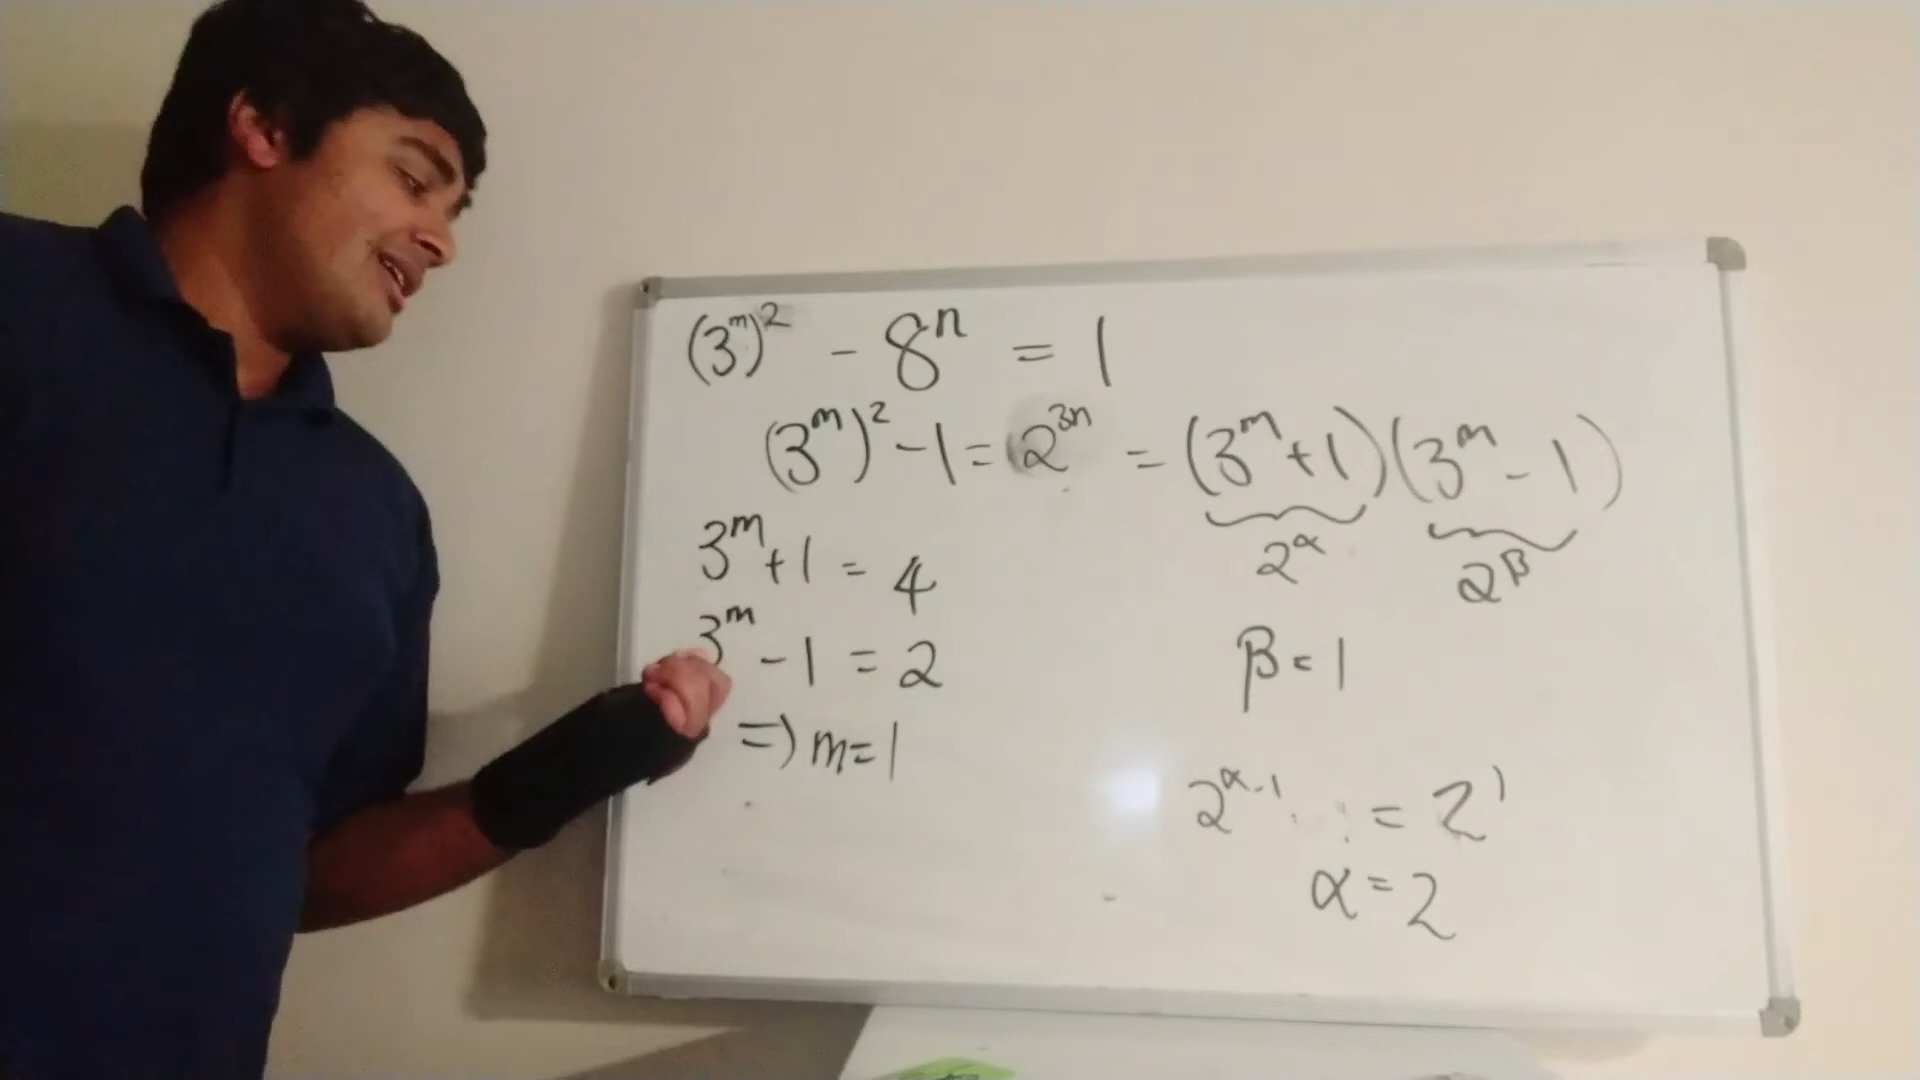 (3^m)^2 - 8^n = 1
(3^m)^2 - 1 = 2^{3n} = (3^m + 1)(3^m - 1)
2^α 2^β
3^m + 1 = 4
3^m - 1 = 2
⇒ m = 1
β = 1
2^{α-1} = 2^1
α = 2